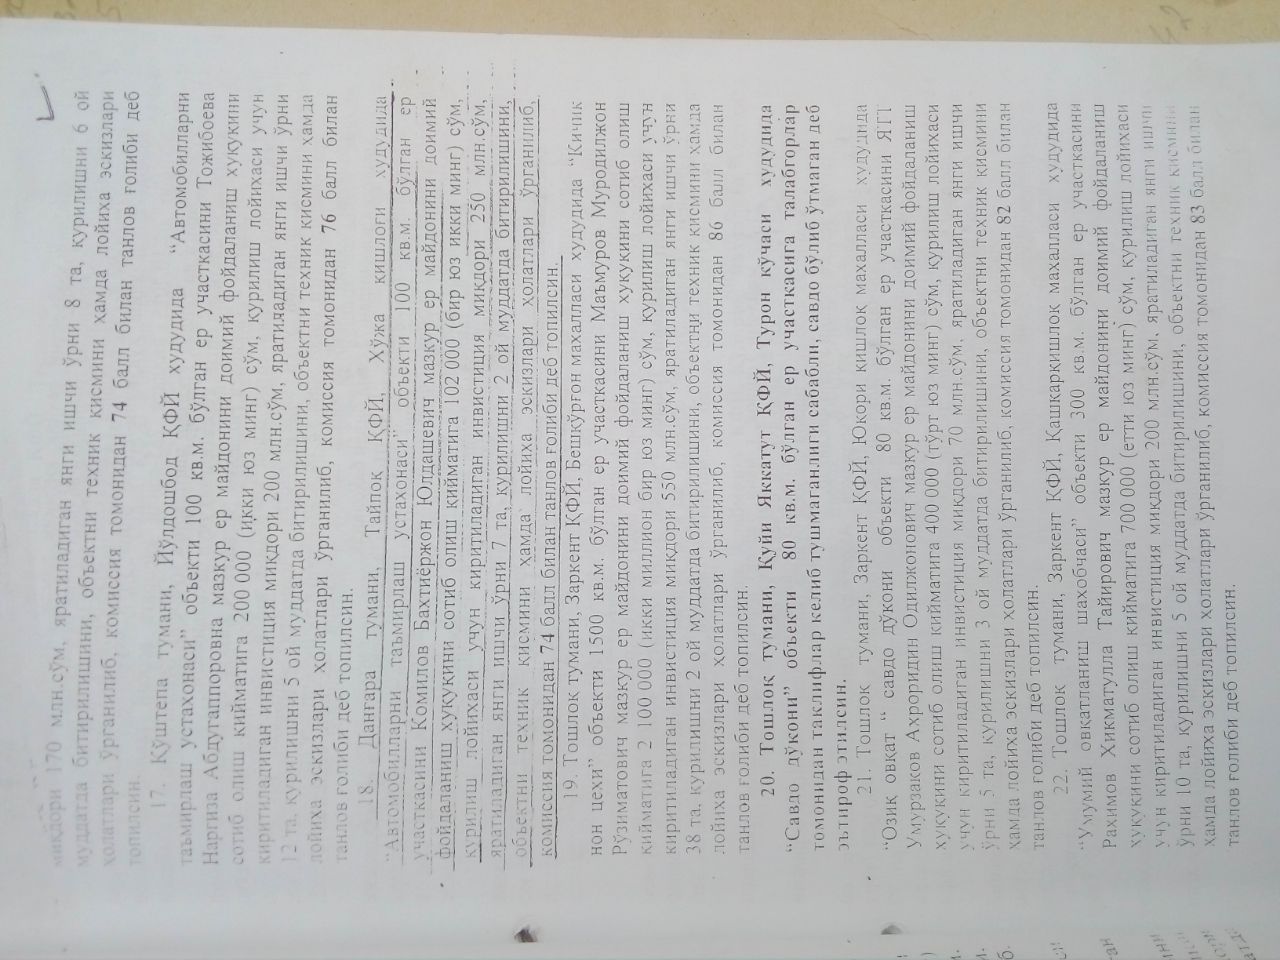 миқдори 170 млн.сўм, яратиладиган янги ишчи ўрни 8 та, курилишни 6 ой
муддатда битирилишини, объектни техник кисмини хамда лойиха эскизлари
холатлари ўрганилиб, комиссия томонидан 74 балл билан танлов ғолиби деб
топилсин.
17. Қўштепа тумани, Йўлдошбод ҚФЙ худудида "Автомобилларни
таъмирлаш устахонаси" объекти 100 кв.м. бўлган ер участкасини Тожибоева
Наргиза Абдутаппоровна мазкур ер майдонини доимий фойдаланиш хукукини
сотиб олиш кийматига 200 000 (икки юз минг) сўм, курилиш лойихаси учун
киритиладиган инвистиция микдори 200 млн.сўм, яратиладиган янги ишчи ўрни
12 та, курилишни 5 ой муддатда битирилишини, объектни техник кисмини хамда
лойиха эскизлари холатлари ўрганилиб, комиссия томонидан 76 балл билан
танлов ғолиби деб топилсин.
18. Данғара тумани, Тайпок ҚФЙ, Хўжа кишлоғи худудида
"Автомобилларни таъмирлаш устахонаси" объекти 100 кв.м. бўлган ер
участкасини Комилов Бахтиёржон Юлдашевич мазкур ер майдонини доимий
фойдаланиш хукукини сотиб олиш кийматига 102 000 (бир юз икки минг) сўм,
курилиш лойихаси учун киритиладиган инвистиция микдори 250 млн.сўм,
яратиладиган янги ишчи ўрни 7 та, курилишни 2 ой муддатда битирилишини,
объектни техник кисмини хамда лойиха эскизлари холатлари ўрганилиб,
комиссия томонидан 74 балл билан танлов ғолиби деб топилсин.
19. Тошлок тумани, Заркент ҚФЙ, Бешкўрғон махалласи худудида "Кичик
нон цехи" объекти 1500 кв.м. бўлган ер участкасини Маъмуров Муродилжон
Рўзиматович мазкур ер майдонини доимий фойдаланиш хукукини сотиб олиш
кийматига 2 100 000 (икки миллион бир юз минг) сўм, курилиш лойихаси учун
киритиладиган инвистиция микдори 550 млн.сўм, яратиладиган янги ишчи ўрни
38 та, курилишни 2 ой муддатда битирилишини, объектни техник кисмини хамда
лойиха эскизлари холатлари ўрганилиб, комиссия томонидан 86 балл билан
танлов ғолиби деб топилсин.
20. Тошлок тумани, Қуйи Яккатут ҚФЙ, Турон кўчаси худудида
"Савдо дўкони" объекти 80 кв.м. бўлган ер участкасига талабгорлар
томонидан таклифлар келиб тушмаганлиги сабабли, савдо бўлиб ўтмаган деб
эътироф этилсин.
21. Тошлок тумани, Заркент ҚФЙ, Юкори кишлок махалласи худудида
"Озик овкат " савдо дўкони объекти 80 кв.м. бўлган ер участкасини ЯТТ
Умурзаков Ахроридин Одилжонович мазкур ер майдонини доимий фойдаланиш
хукукини сотиб олиш кийматига 400 000 (тўрт юз минг) сўм, курилиш лойихаси
учун киритиладиган инвистиция микдори 70 млн.сўм, яратиладиган янги ишчи
ўрни 5 та, курилишни 3 ой муддатда битирилишини, объектни техник кисмини
хамда лойиха эскизлари холатлари ўрганилиб, комиссия томонидан 82 балл билан
танлов ғолиби деб топилсин.
22. Тошлок тумани, Заркент ҚФЙ, Кашкаркишлок махалласи худудида
"Умумий овкатланиш шахобчаси" объекти 300 кв.м. бўлган ер участкасини
Рахимов Хикматулла Тайирович мазкур ер майдонини доимий фойдаланиш
хукукини сотиб олиш кийматига 700 000 (етти юз минг) сўм, курилиш лойихаси
учун киритиладиган инвистиция микдори 200 млн.сўм, яратиладиган янги ишчи
ўрни 10 та, курилишни 5 ой муддатда битирилишини, объектни техник кисмини
хамда лойиха эскизлари холатлари ўрганилиб, комиссия томонидан 83 балл билан
танлов ғолиби деб топилсин.